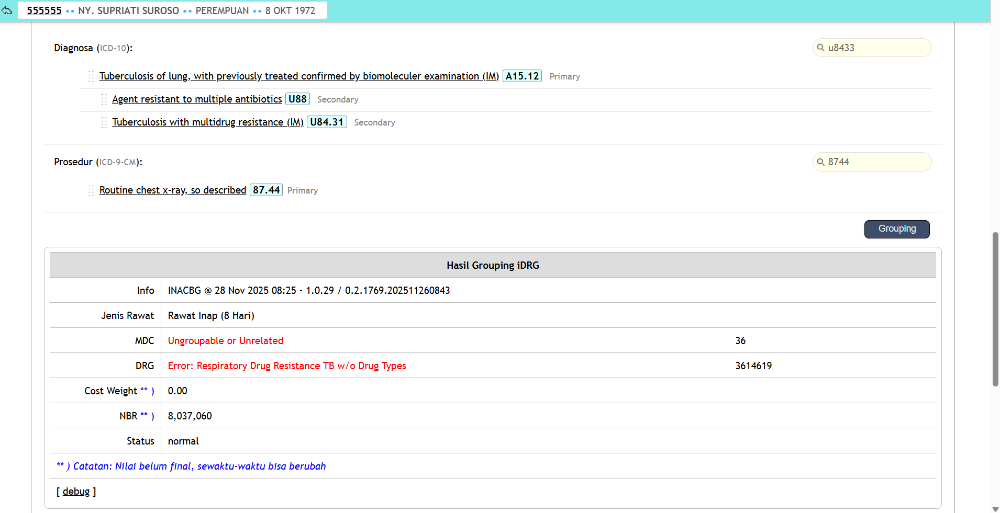 555555 •• NY. SUPRIATI SUROSO •• PEREMPUAN •• 8 OKT 1972
Diagnosa (ICD-10):
u8433
Tuberculosis of lung, with previously treated confirmed by biomoleculer examination (IM) A15.12 Primary
Agent resistant to multiple antibiotics U88 Secondary
Tuberculosis with multidrug resistance (IM) U84.31 Secondary
Prosedur (ICD-9-CM):
8744
Routine chest x-ray, so described 87.44 Primary
Grouping
Hasil Grouping iDRG
Info INACBG @ 28 Nov 2025 08:25 - 1.0.29 / 0.2.1769.202511260843
Jenis Rawat Rawat Inap (8 Hari)
MDC Ungroupable or Unrelated 36
DRG Error: Respiratory Drug Resistance TB w/o Drug Types 3614619
Cost Weight ** ) 0.00
NBR ** ) 8,037,060
Status normal
** ) Catatan: Nilai belum final, sewaktu-waktu bisa berubah
[ debug ]